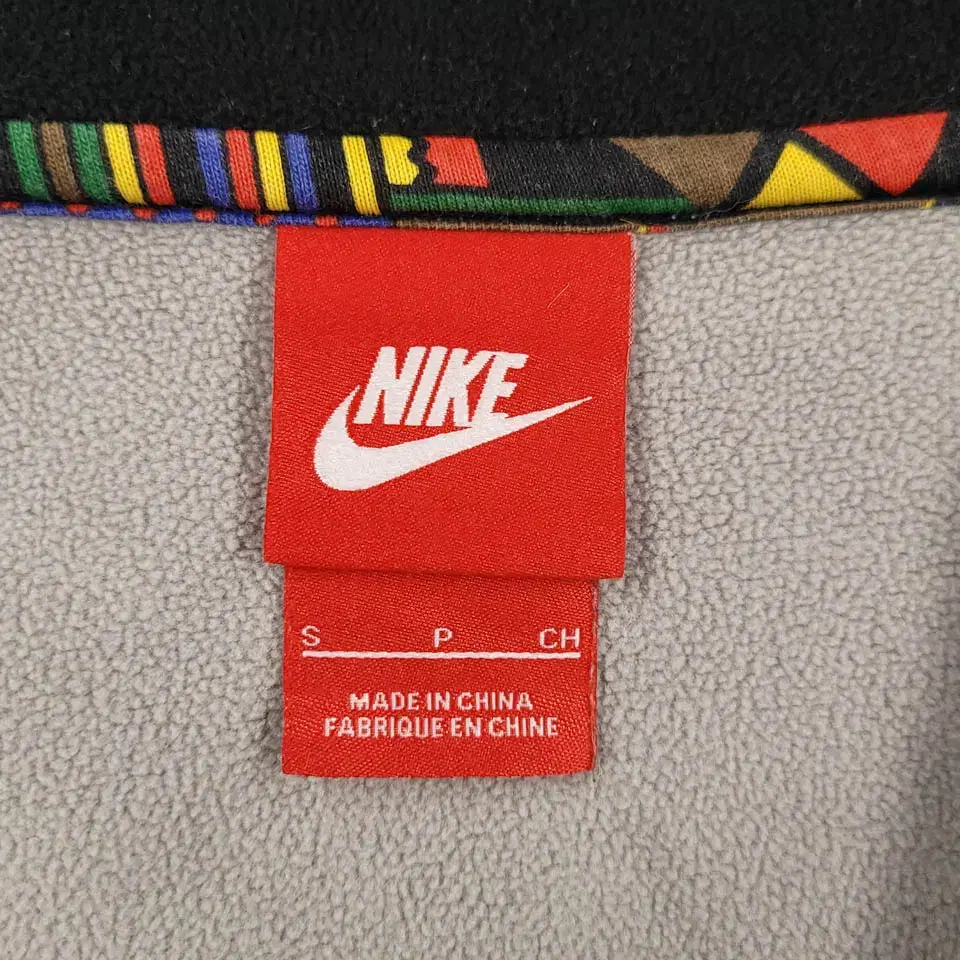 NIKE
S P CH
MADE IN CHINA
FABRIQUE EN CHINE